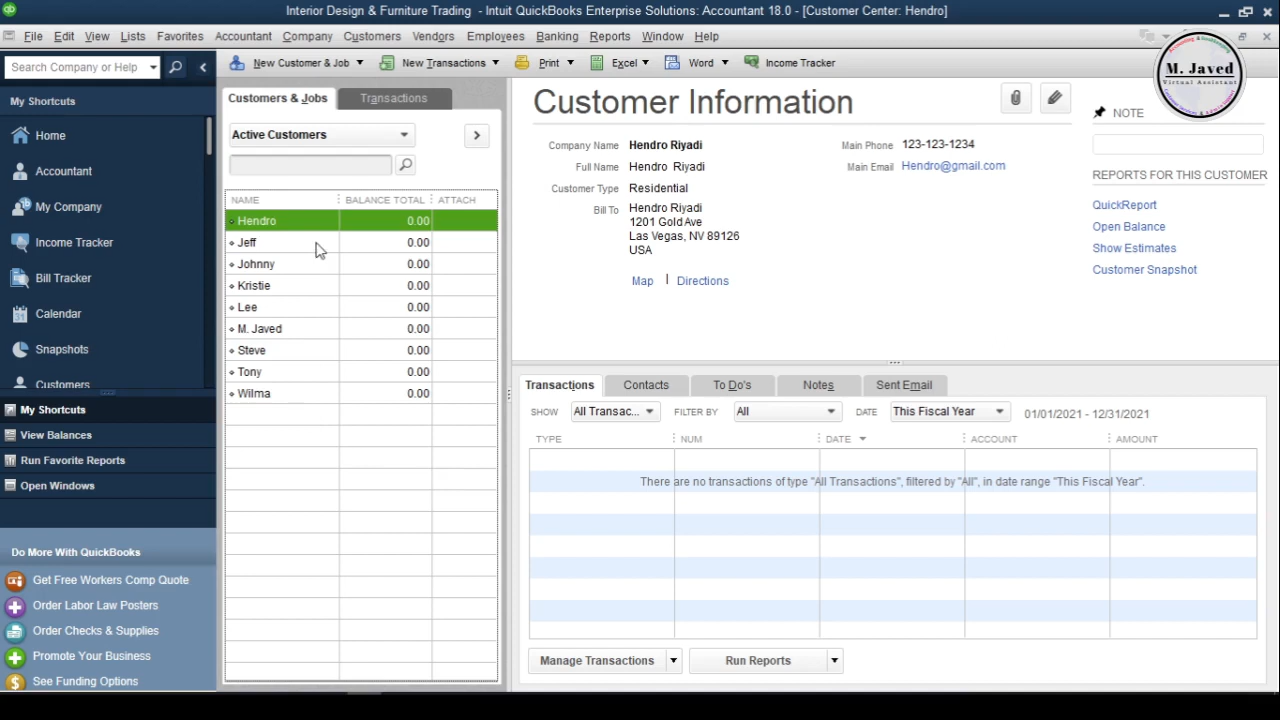 Interior Design & Furniture Trading - Intuit QuickBooks Enterprise Solutions: Accountant 18.0 - [Customer Center: Hendro]
File Edit View Lists Favorites Accountant Company Customers Vendors Employees Banking Reports Window Help
Search Company or Help
New Customer & Job New Transactions Print Excel Word Income Tracker
M. Javed
Virtual Assistant
My Shortcuts
Home
Accountant
My Company
Income Tracker
Bill Tracker
Calendar
Snapshots
Customers
My Shortcuts
View Balances
Run Favorite Reports
Open Windows
Do More With QuickBooks
Get Free Workers Comp Quote
Order Labor Law Posters
Order Checks & Supplies
Promote Your Business
See Funding Options
Customers & Jobs Transactions
Active Customers
NAME BALANCE TOTAL ATTACH
Hendro 0.00
Jeff 0.00
Johnny 0.00
Kristie 0.00
Lee 0.00
M. Javed 0.00
Steve 0.00
Tony 0.00
Wilma 0.00
Customer Information
Company Name Hendro Riyadi
Full Name Hendro Riyadi
Customer Type Residential
Bill To Hendro Riyadi
1201 Gold Ave
Las Vegas, NV 89126
USA
Map | Directions
Main Phone 123-123-1234
Main Email Hendro@gmail.com
NOTE
REPORTS FOR THIS CUSTOMER
QuickReport
Open Balance
Show Estimates
Customer Snapshot
Transactions Contacts To Do's Notes Sent Email
SHOW All Transac... FILTER BY All DATE This Fiscal Year 01/01/2021 - 12/31/2021
TYPE NUM DATE ACCOUNT AMOUNT
There are no transactions of type "All Transactions", filtered by "All", in date range "This Fiscal Year".
Manage Transactions Run Reports